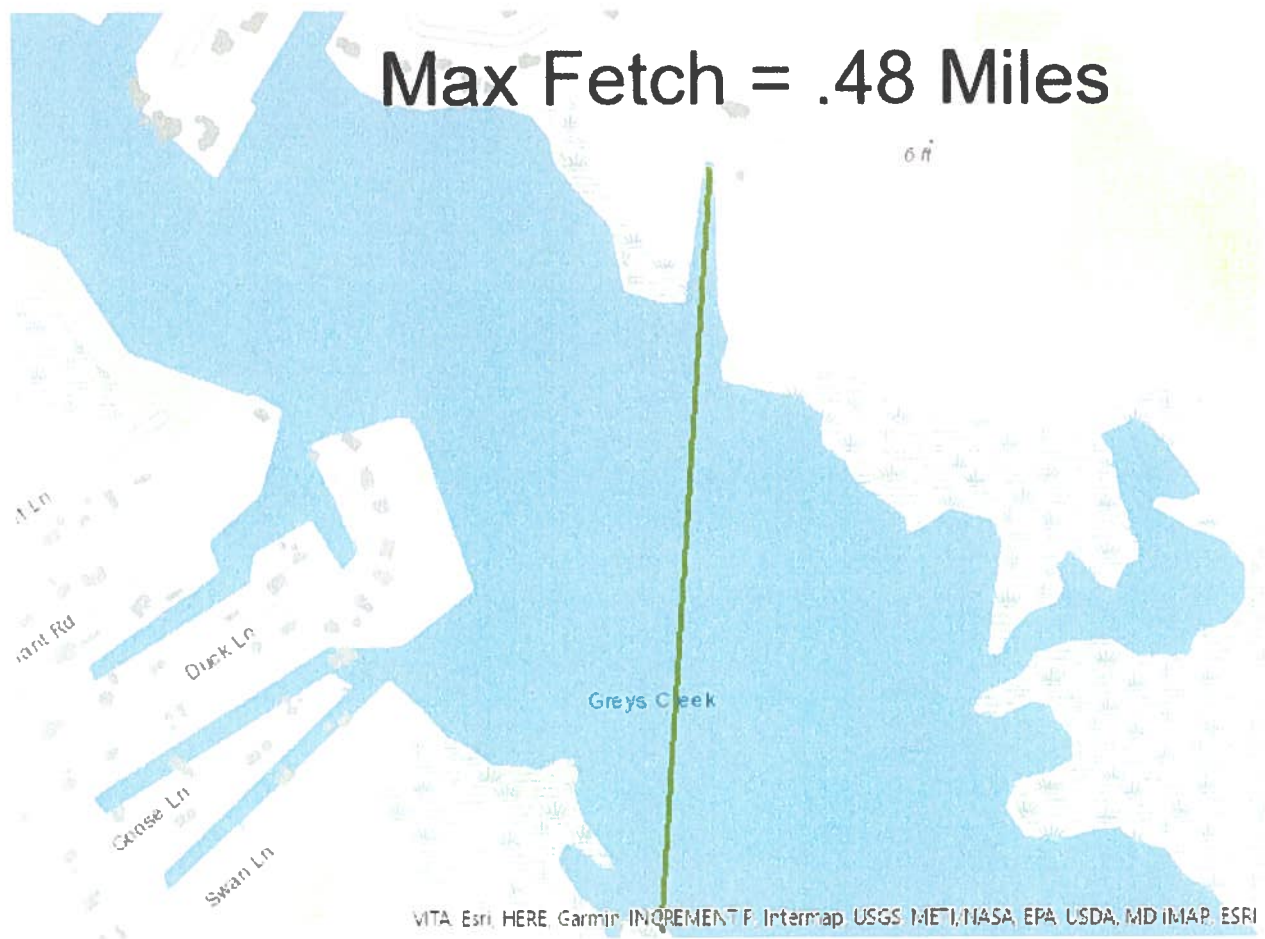 Max Fetch = .48 Miles
6 ft
Duck Ln
Greys Creek
Goose Ln
Swan Ln
VITA, Esri, HERE, Garmin, INCREMENT P, Intermap, USGS, METI/NASA, EPA, USDA, MD iMAP, ESRI